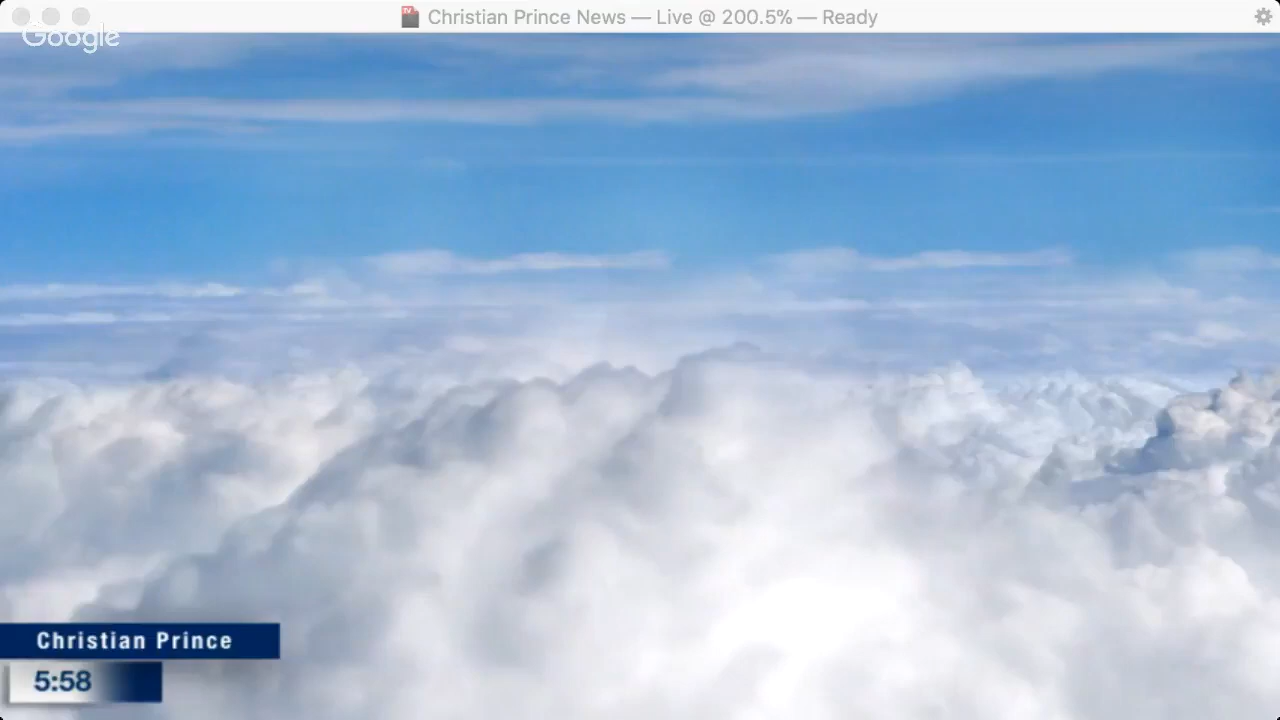 Christian Prince News — Live @ 200.5% — Ready
Google
Christian Prince
5:58